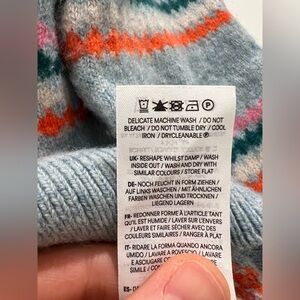 DELICATE MACHINE WASH / DO NOT
BLEACH / DO NOT TUMBLE DRY / COOL
IRON / DRYCLEANABLE
UK- RESHAPE WHILST DAMP / WASH
INSIDE OUT / WASH AND DRY WITH
SIMILAR COLOURS / STORE FLAT
DE- NOCH FEUCHT IN FORM ZIEHEN /
AUF LINKS WASCHEN / MIT ÄHNLICHEN
FARBEN WASCHEN UND TROCKNEN /
LIEGEND LAGERN
FR- REDONNER FORME À L'ARTICLE TANT
QU'IL EST HUMIDE / LAVER SUR L'ENVERS
/ LAVER ET FAIRE SÉCHER AVEC DES
COULEURS SIMILAIRES / RANGER À PLAT
IT- RIDARE LA FORMA QUANDO ANCORA
UMIDO / LAVARE A ROVESCIO / LAVARE
E ASCIUGARE
SIMILI / CO
ES- D